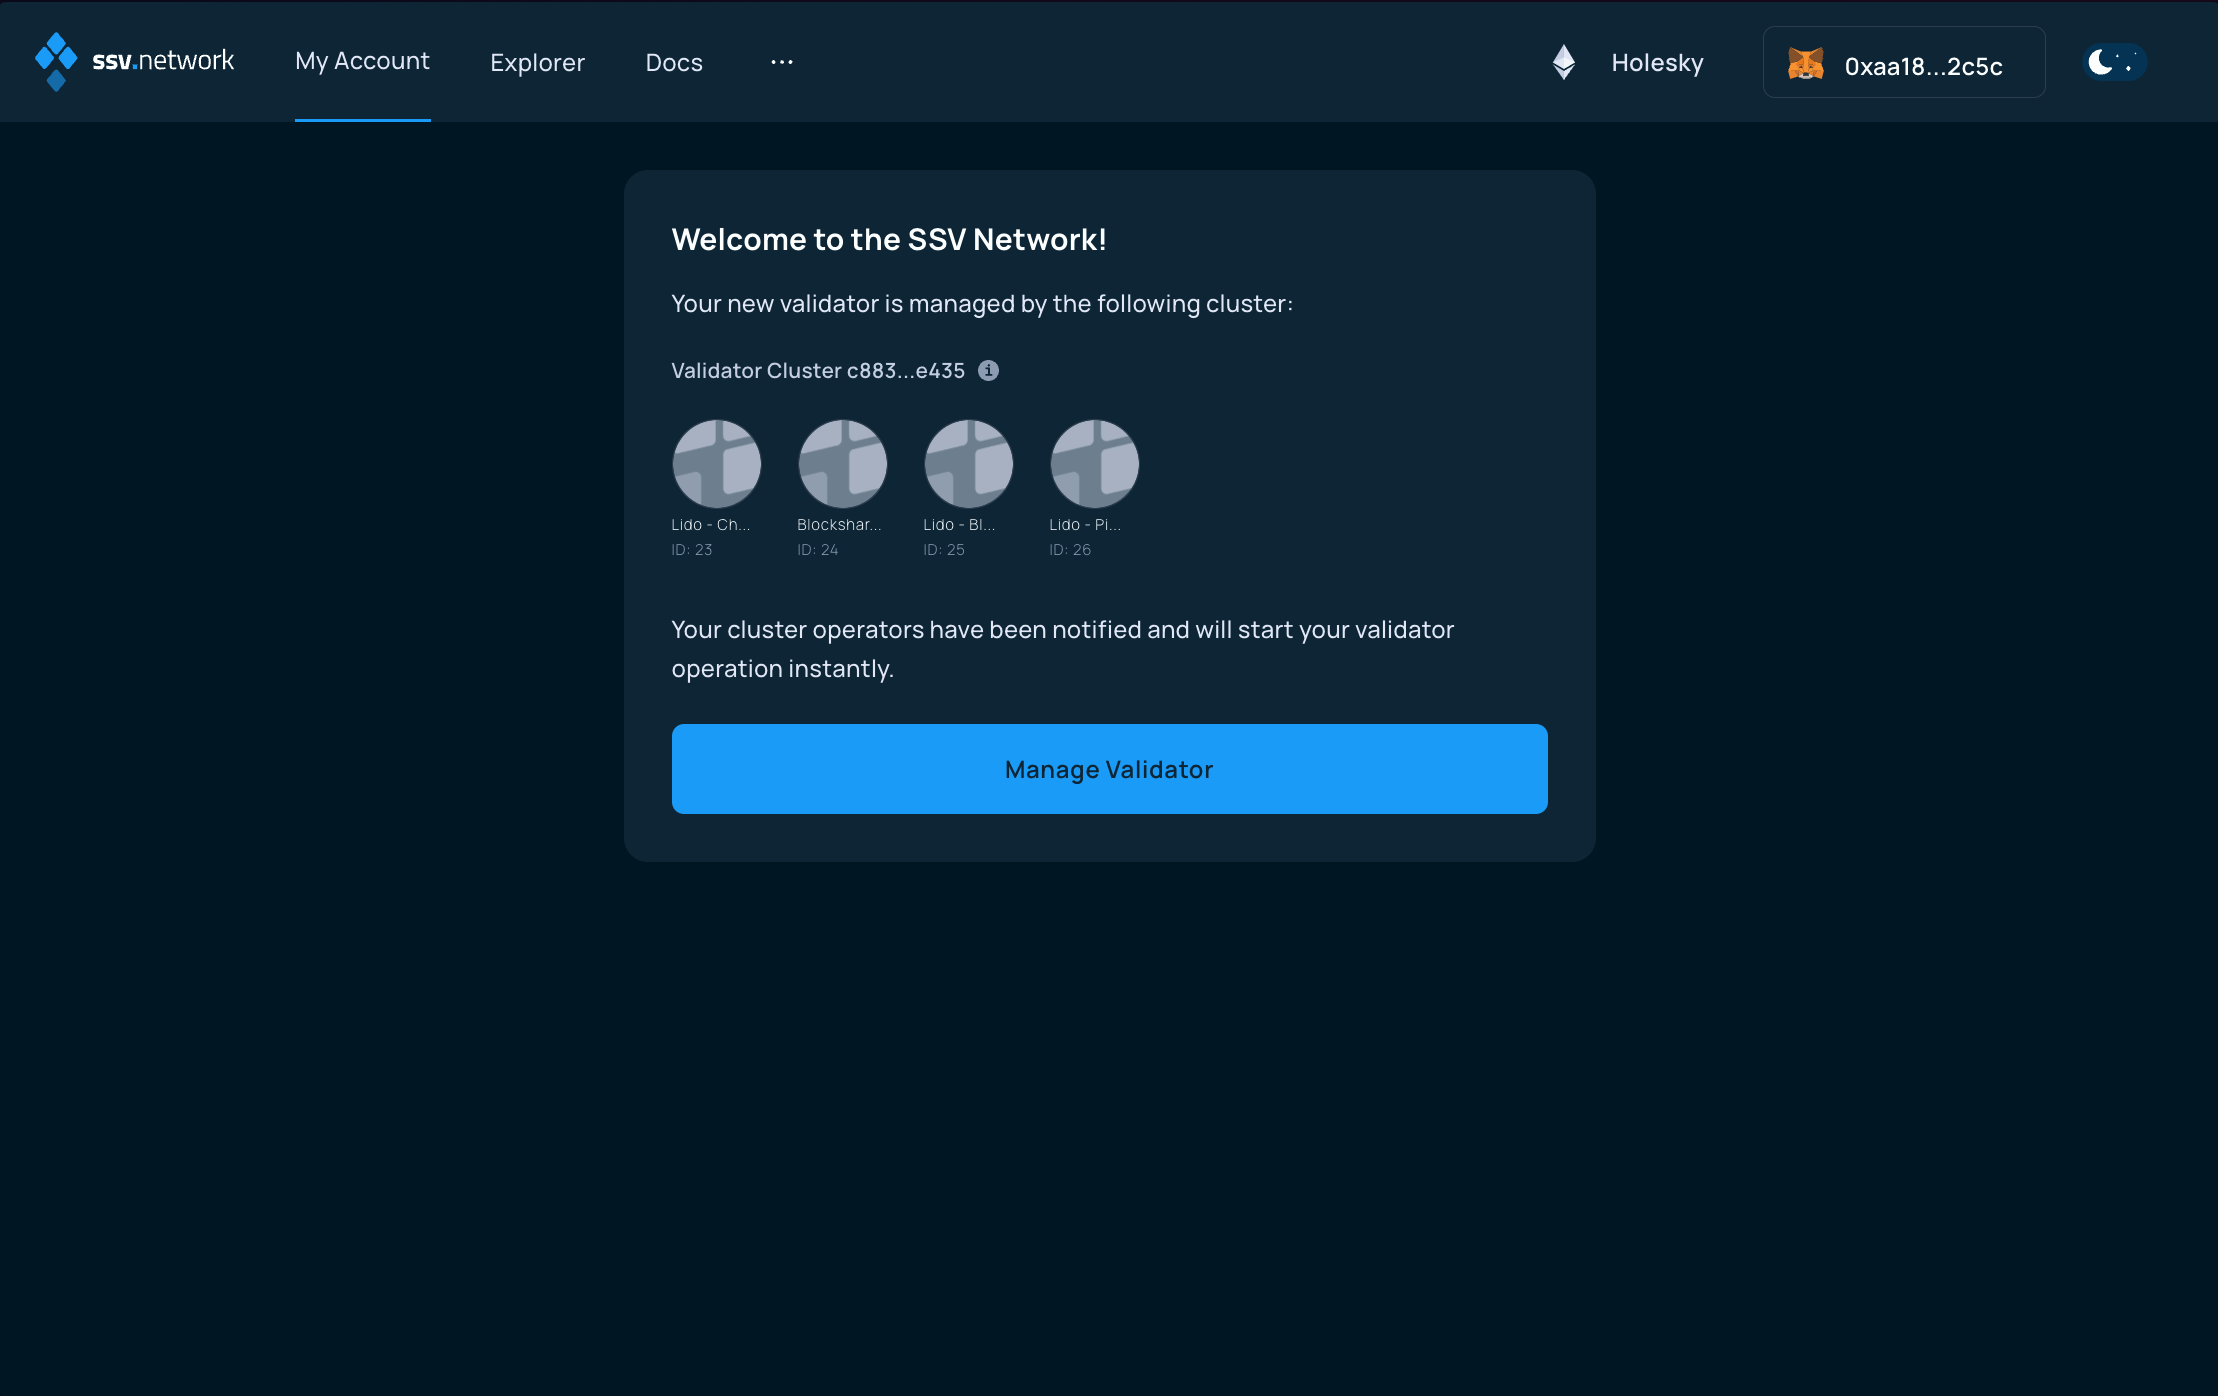 ssv.network
My Account
Explorer
Docs
...
Holesky
0xaa18...2c5c
Welcome to the SSV Network!
Your new validator is managed by the following cluster:
Validator Cluster c883...e435
Lido - Ch...
ID: 23
Blockshar...
ID: 24
Lido - Bl...
ID: 25
Lido - Pi...
ID: 26
Your cluster operators have been notified and will start your validator
operation instantly.
Manage Validator